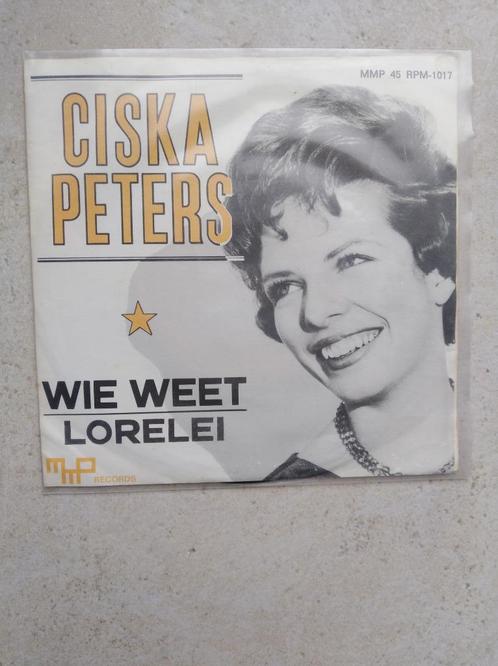 MMP 45 RPM-1017
CISKA
PETERS
WIE WEET
LORELEI
MMP RECORDS